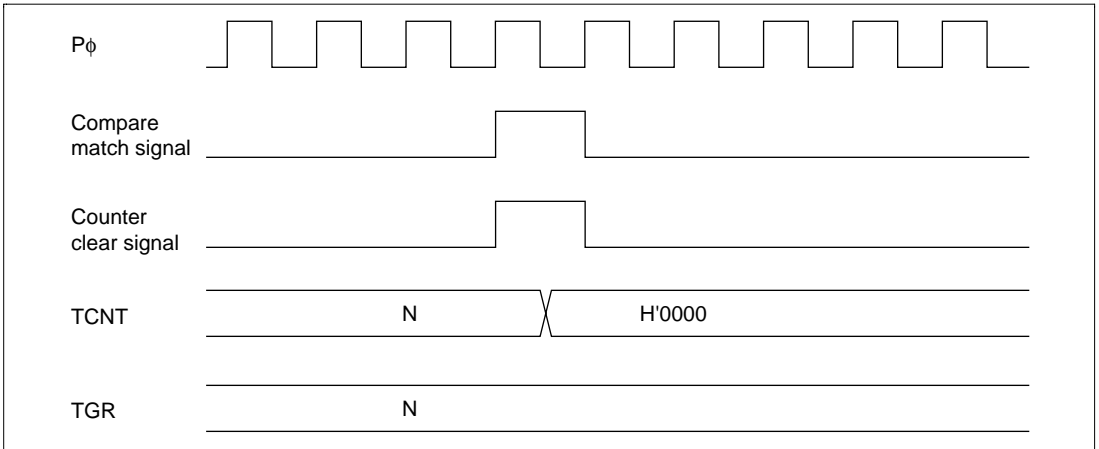 Pϕ
Compare
match signal
Counter
clear signal
TCNT
N
H'0000
TGR
N